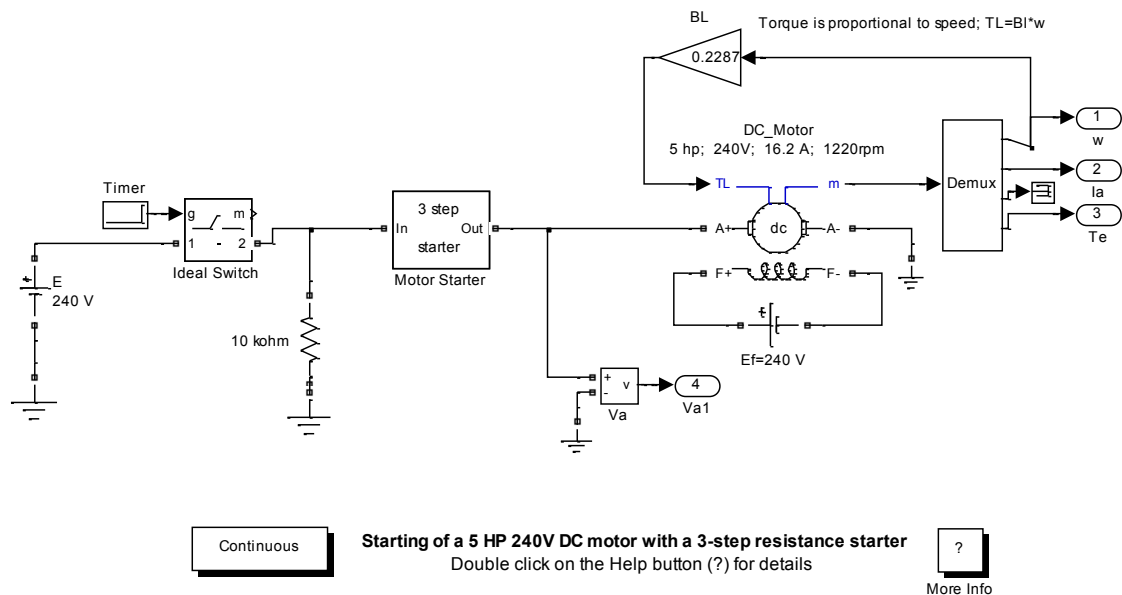 BL
Torque is proportional to speed; TL=Bl*w
0.2287
1
w
DC_Motor
5 hp; 240V; 16.2 A; 1220rpm
Demux
2
Ia
3
Te
TL
m
Timer
g
m
1
2
Ideal Switch
3 step
starter
In
Out
Motor Starter
A+
dc
A-
F+
F-
E
240 V
10 kohm
Ef=240 V
+
-
v
Va
4
Va1
Continuous
Starting of a 5 HP 240V DC motor with a 3-step resistance starter
Double click on the Help button (?) for details
?
More Info